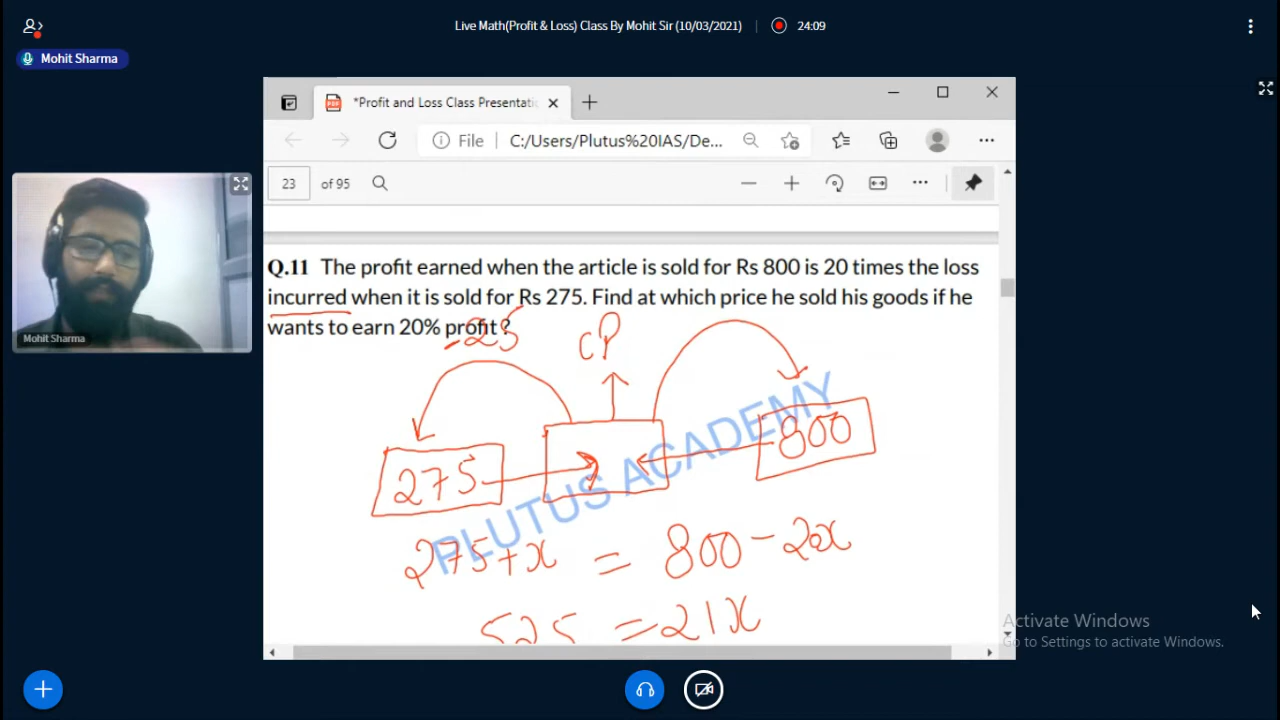 Live Math(Profit & Loss) Class By Mohit Sir (10/03/2021)
24:09
Mohit Sharma
*Profit and Loss Class Presentati
File
C:/Users/Plutus%20IAS/De...
23
of 95
Mohit Sharma
Q.11 The profit earned when the article is sold for Rs 800 is 20 times the loss
incurred when it is sold for Rs 275. Find at which price he sold his goods if he
wants to earn 20% profit ?
-25
CP
800
275
PLUTUS ACADEMY
275+x = 800-20x
525 = 21x
Activate Windows
Go to Settings to activate Windows.